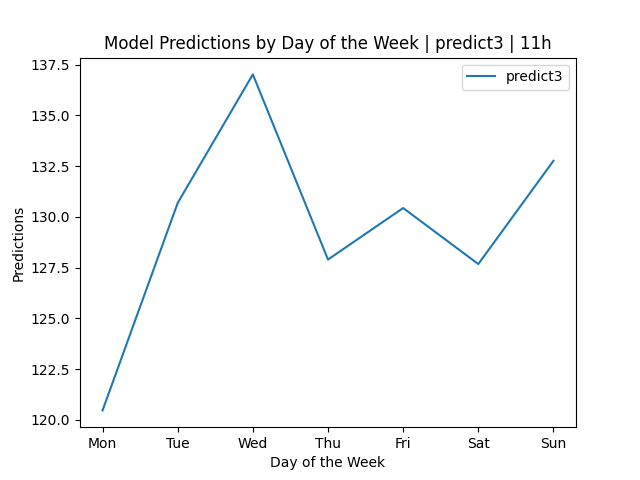 Model Predictions by Day of the Week | predict3 | 11h
predict3
137.5
135.0
132.5
130.0
127.5
125.0
122.5
120.0
Predictions
Mon Tue Wed Thu Fri Sat Sun
Day of the Week